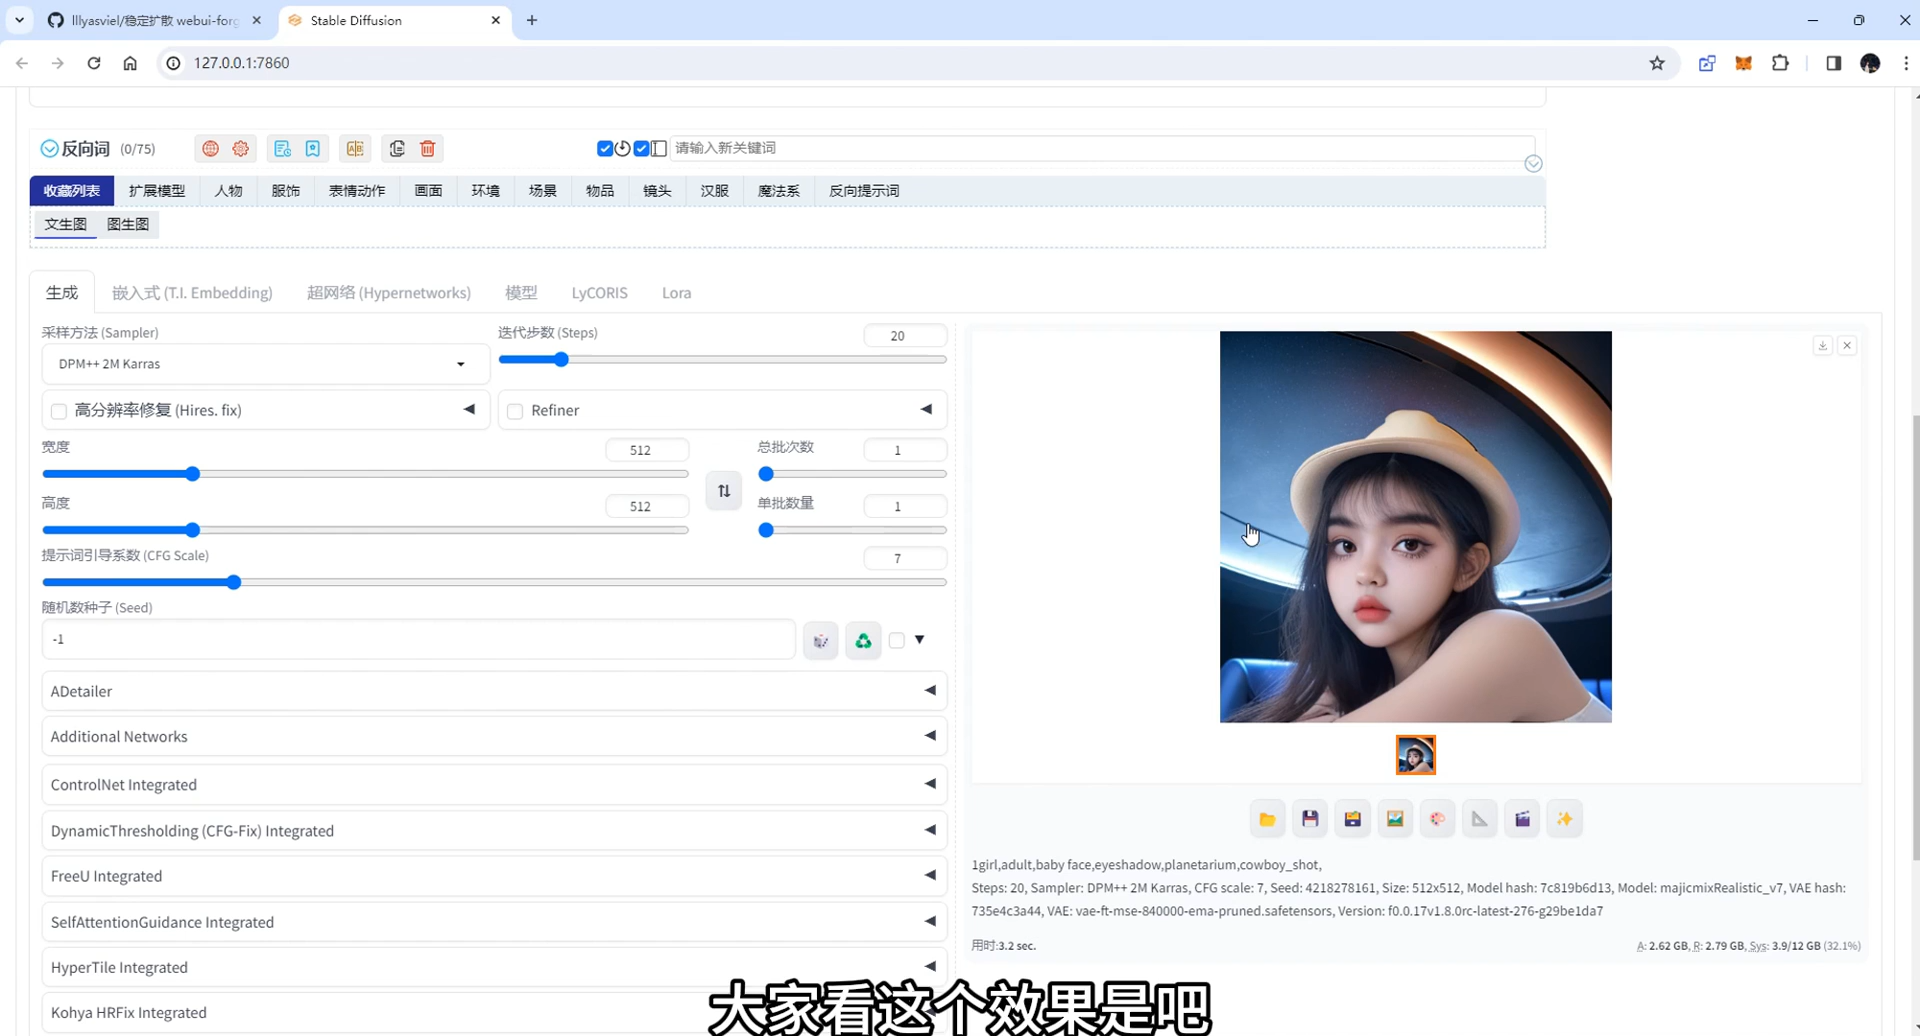 lllyasviel/稳定扩散 webui-forg
Stable Diffusion
127.0.0.1:7860
反向词 (0/75)
请输入新关键词
收藏列表 扩展模型 人物 服饰 表情动作 画面 环境 场景 物品 镜头 汉服 魔法系 反向提示词
文生图 图生图
生成 嵌入式 (T.I. Embedding) 超网络 (Hypernetworks) 模型 LyCORIS Lora
采样方法 (Sampler)
DPM++ 2M Karras
迭代步数 (Steps)
20
高分辨率修复 (Hires. fix)
Refiner
宽度
512
总批次数
1
高度
512
单批数量
1
提示词引导系数 (CFG Scale)
7
随机数种子 (Seed)
-1
ADetailer
Additional Networks
ControlNet Integrated
DynamicThresholding (CFG-Fix) Integrated
FreeU Integrated
SelfAttentionGuidance Integrated
HyperTile Integrated
Kohya HRFix Integrated
1girl,adult,baby face,eyeshadow,planetarium,cowboy_shot,
Steps: 20, Sampler: DPM++ 2M Karras, CFG scale: 7, Seed: 4218278161, Size: 512x512, Model hash: 7c819b6d13, Model: majicmixRealistic_v7, VAE hash:
735e4c3a44, VAE: vae-ft-mse-840000-ema-pruned.safetensors, Version: f0.0.17v1.8.0rc-latest-276-g29be1da7
用时:3.2 sec.
A: 2.62 GB, R: 2.79 GB, Sys: 3.9/12 GB (32.1%)
大家看这个效果是吧